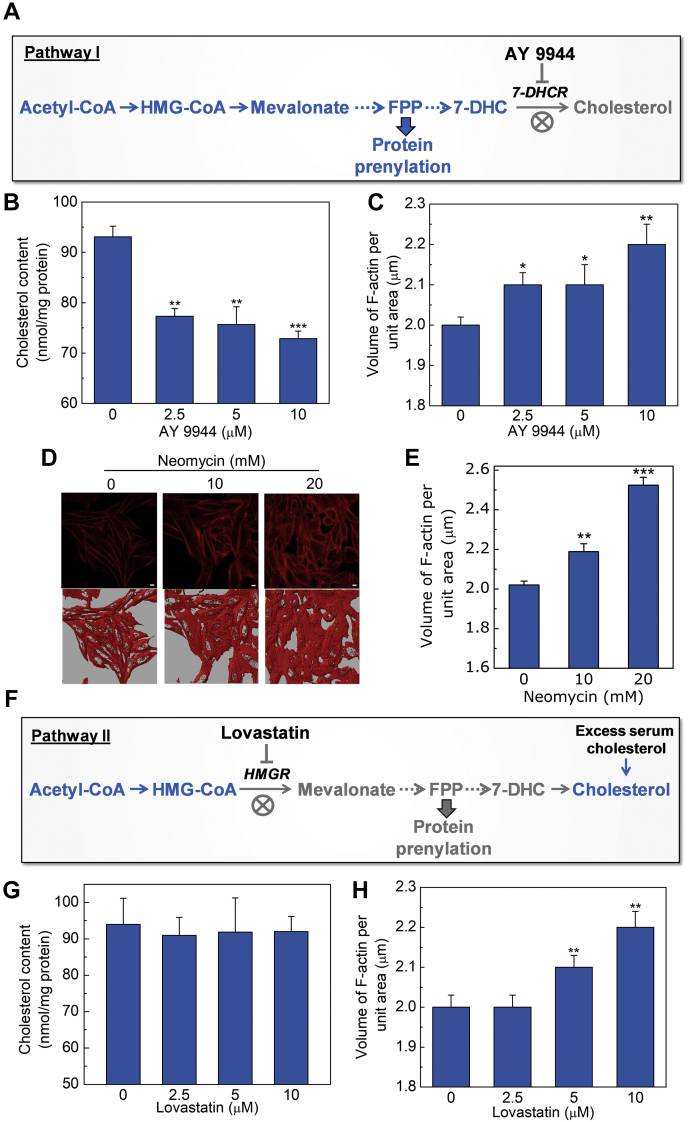 A
Pathway I
AY 9944
7-DHCR
Acetyl-CoA → HMG-CoA → Mevalonate ···> FPP ···> 7-DHC → Cholesterol
Protein
prenylation
B
Cholesterol content
(nmol/mg protein)
100
90
80
70
60
**
**
***
0 2.5 5 10
AY 9944 (μM)
C
Volume of F-actin per
unit area (μm)
2.3
2.2
2.1
2.0
1.9
1.8
*
*
**
0 2.5 5 10
AY 9944 (μM)
D
Neomycin (mM)
0 10 20
E
Volume of F-actin per
unit area (μm)
2.6
2.4
2.2
2.0
1.8
1.6
**
***
0 10 20
Neomycin (mM)
F
Pathway II
Lovastatin
HMGR
Excess serum
cholesterol
Acetyl-CoA → HMG-CoA → Mevalonate ···> FPP ···> 7-DHC → Cholesterol
Protein
prenylation
G
Cholesterol content
(nmol/mg protein)
100
90
80
70
60
50
0 2.5 5 10
Lovastatin (μM)
H
Volume of F-actin per
unit area (μm)
2.3
2.2
2.1
2.0
1.9
1.8
**
**
0 2.5 5 10
Lovastatin (μM)